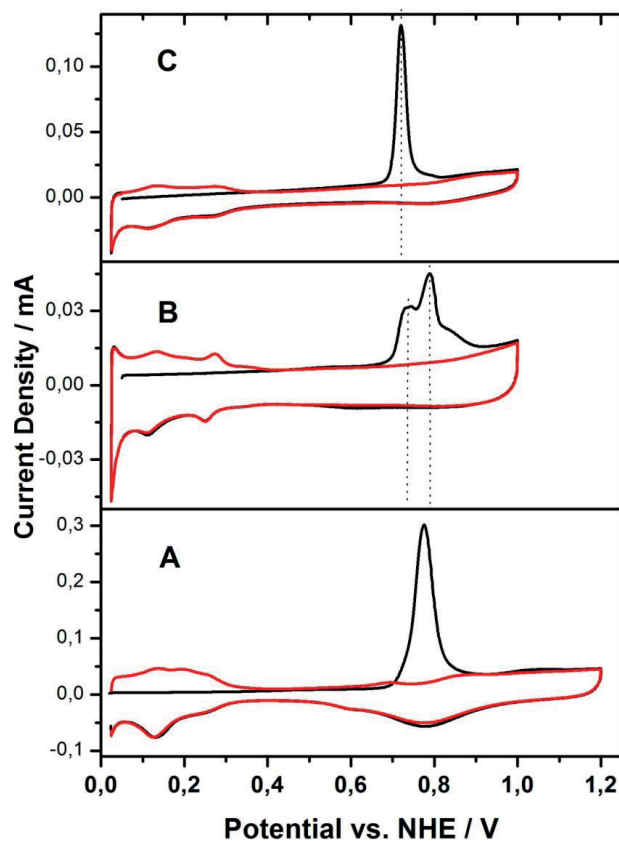 C
0,10
0,05
0,00
B
0,03
0,00
-0,03
A
0,3
0,2
0,1
0,0
-0,1
Current Density / mA
0,0 0,2 0,4 0,6 0,8 1,0 1,2
Potential vs. NHE / V